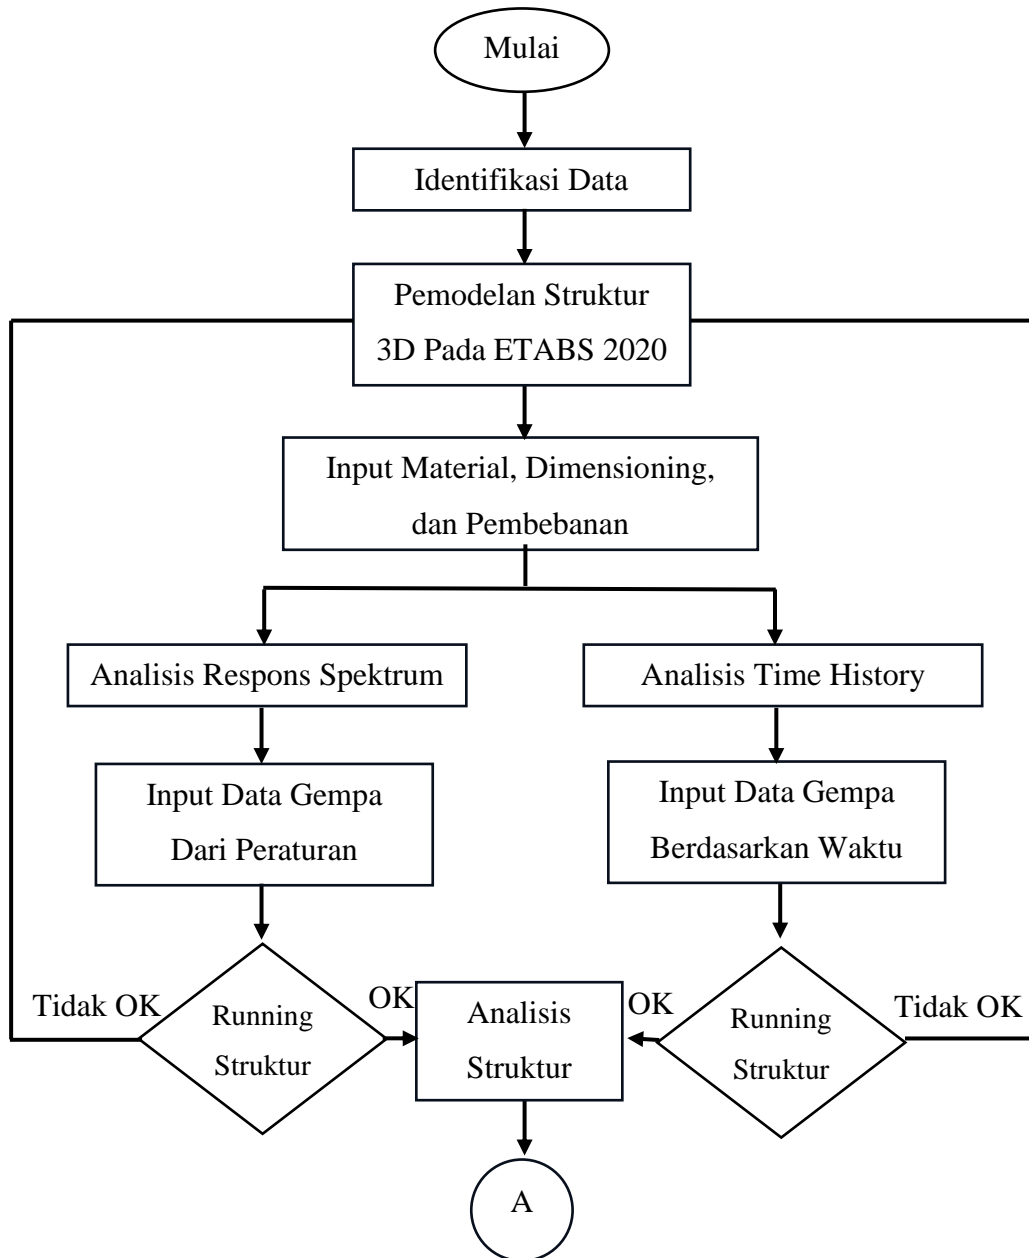 Mulai
Identifikasi Data
Pemodelan Struktur
3D Pada ETABS 2020
Input Material, Dimensioning,
dan Pembebanan
Analisis Respons Spektrum
Analisis Time History
Input Data Gempa
Dari Peraturan
Input Data Gempa
Berdasarkan Waktu
Tidak OK
Running
Struktur
OK
Analisis
Struktur
OK
Running
Struktur
Tidak OK
A